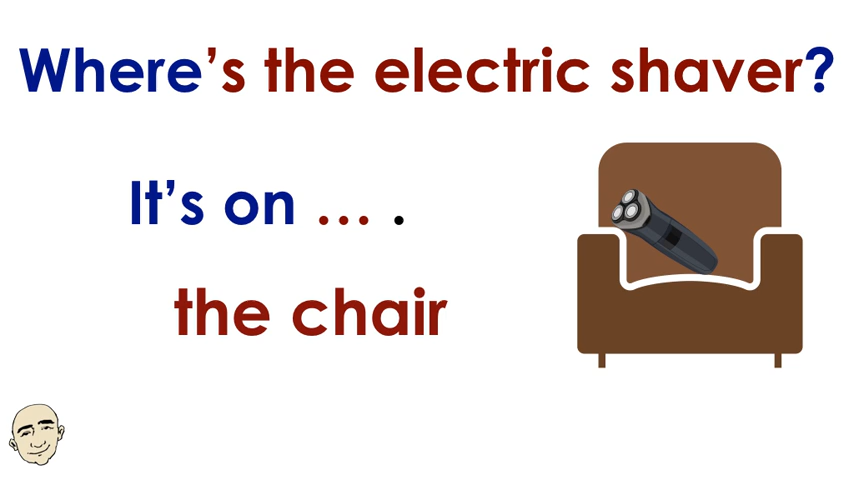 Where’s the electric shaver?
It’s on … .
the chair